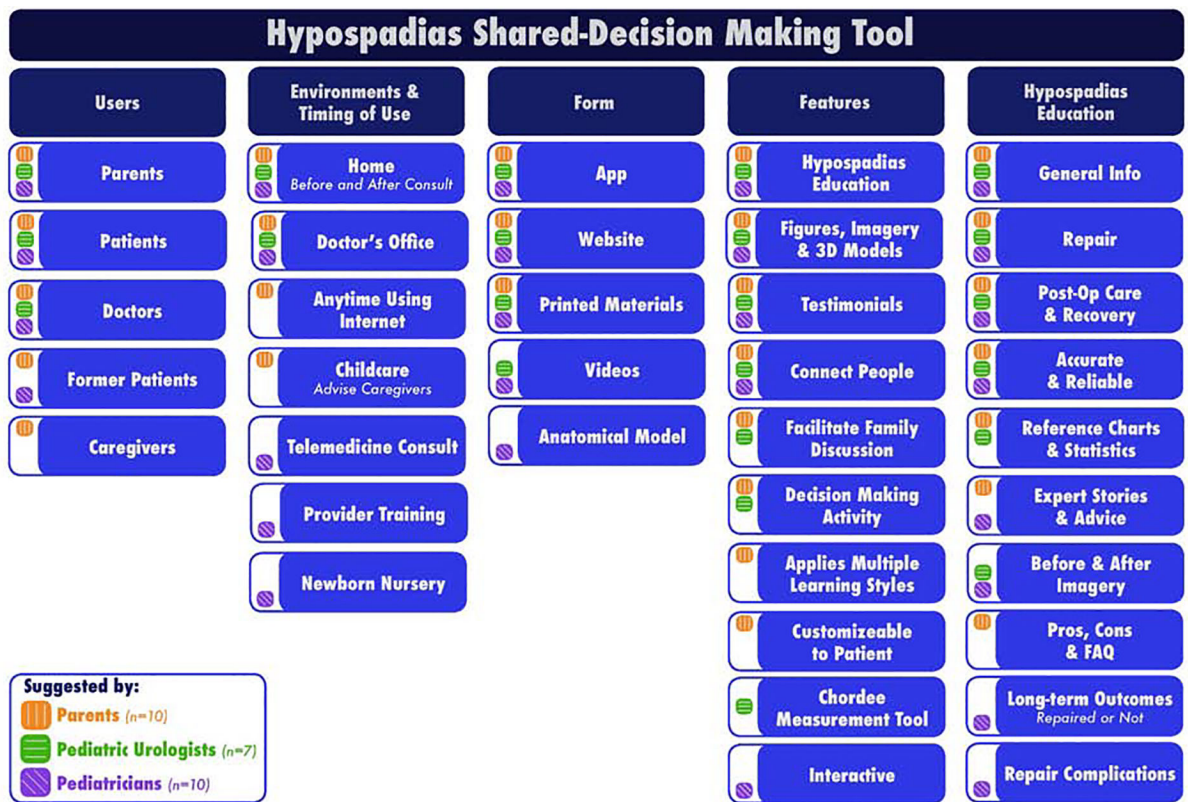 Hypospadias Shared-Decision Making Tool
Users
Parents
Patients
Doctors
Former Patients
Caregivers
Environments &
Timing of Use
Home
Before and After Consult
Doctor's Office
Anytime Using
Internet
Childcare
Advise Caregivers
Telemedicine Consult
Provider Training
Newborn Nursery
Form
App
Website
Printed Materials
Videos
Anatomical Model
Features
Hypospadias
Education
Figures, Imagery
& 3D Models
Testimonials
Connect People
Facilitate Family
Discussion
Decision Making
Activity
Applies Multiple
Learning Styles
Customizeable
to Patient
Chordee
Measurement Tool
Interactive
Hypospadias
Education
General Info
Repair
Post-Op Care
& Recovery
Accurate
& Reliable
Reference Charts
& Statistics
Expert Stories
& Advice
Before & After
Imagery
Pros, Cons
& FAQ
Long-term Outcomes
Repaired or Not
Repair Complications
Suggested by:
Parents (n=10)
Pediatric Urologists (n=7)
Pediatricians (n=10)